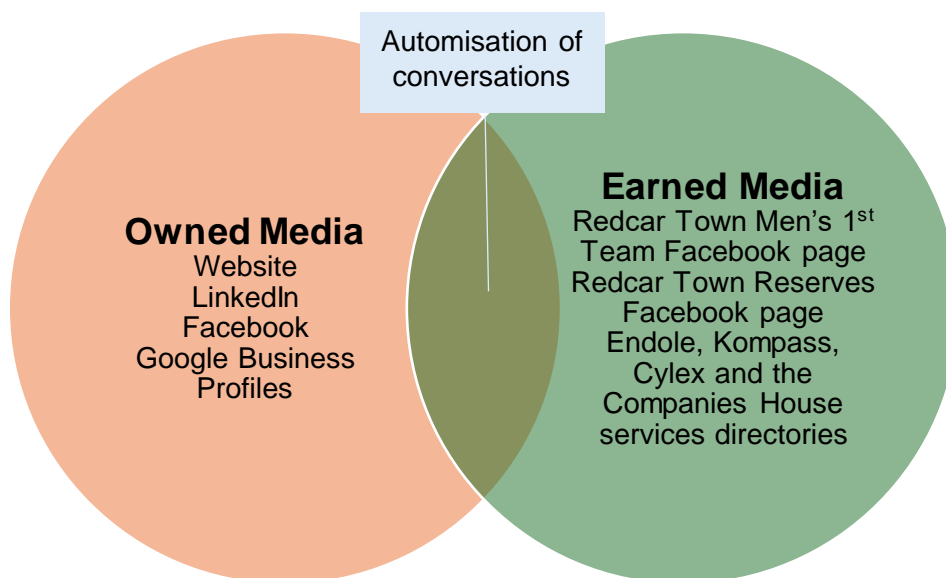 Automisation of
conversations
Owned Media
Website
LinkedIn
Facebook
Google Business
Profiles
Earned Media
Redcar Town Men’s 1st
Team Facebook page
Redcar Town Reserves
Facebook page
Endole, Kompass,
Cylex and the
Companies House
services directories